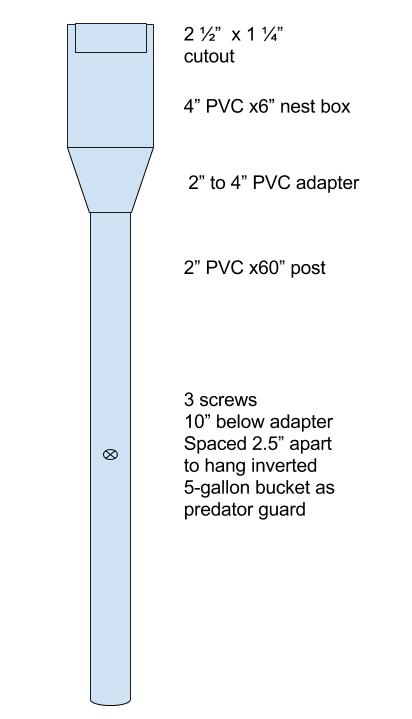 2 ½” x 1 ¼”
cutout
4” PVC x6” nest box
2” to 4” PVC adapter
2” PVC x60” post
3 screws
10” below adapter
Spaced 2.5” apart
to hang inverted
5-gallon bucket as
predator guard